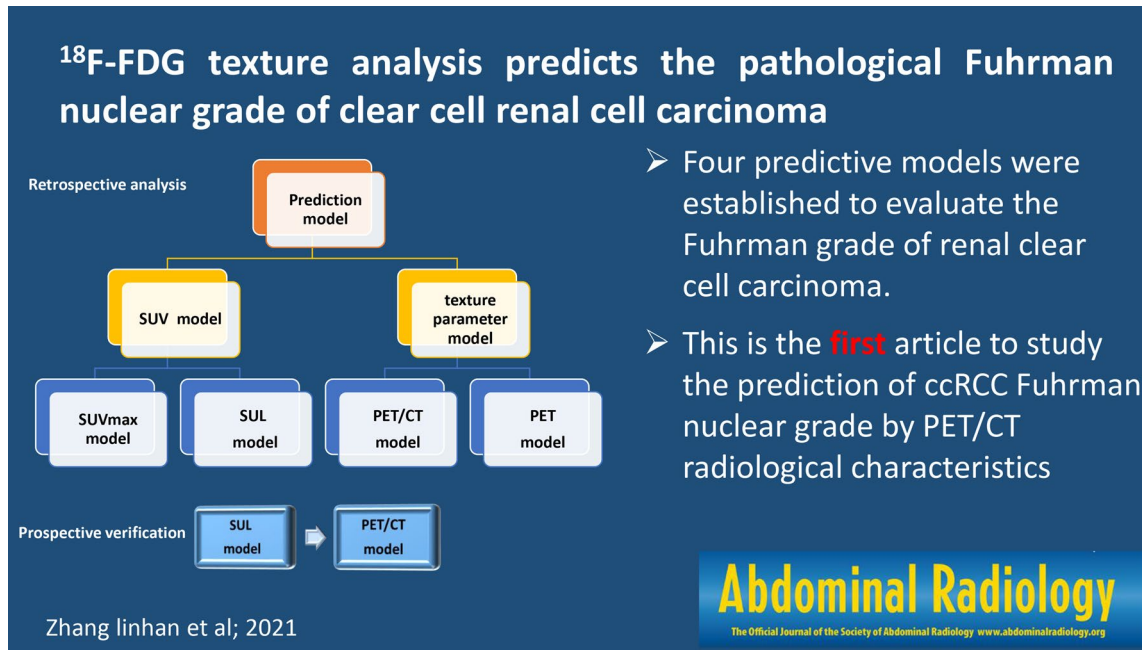 18F-FDG texture analysis predicts the pathological Fuhrman
nuclear grade of clear cell renal cell carcinoma
Retrospective analysis
Prediction
model
SUV model
texture
parameter
model
SUVmax
model
SUL
model
PET/CT
model
PET
model
Prospective verification
SUL
model
PET/CT
model
Zhang linhan et al; 2021
➢ Four predictive models were
established to evaluate the
Fuhrman grade of renal clear
cell carcinoma.
➢ This is the first article to study
the prediction of ccRCC Fuhrman
nuclear grade by PET/CT
radiological characteristics
Abdominal Radiology
The Official Journal of the Society of Abdominal Radiology www.abdominalradiology.org